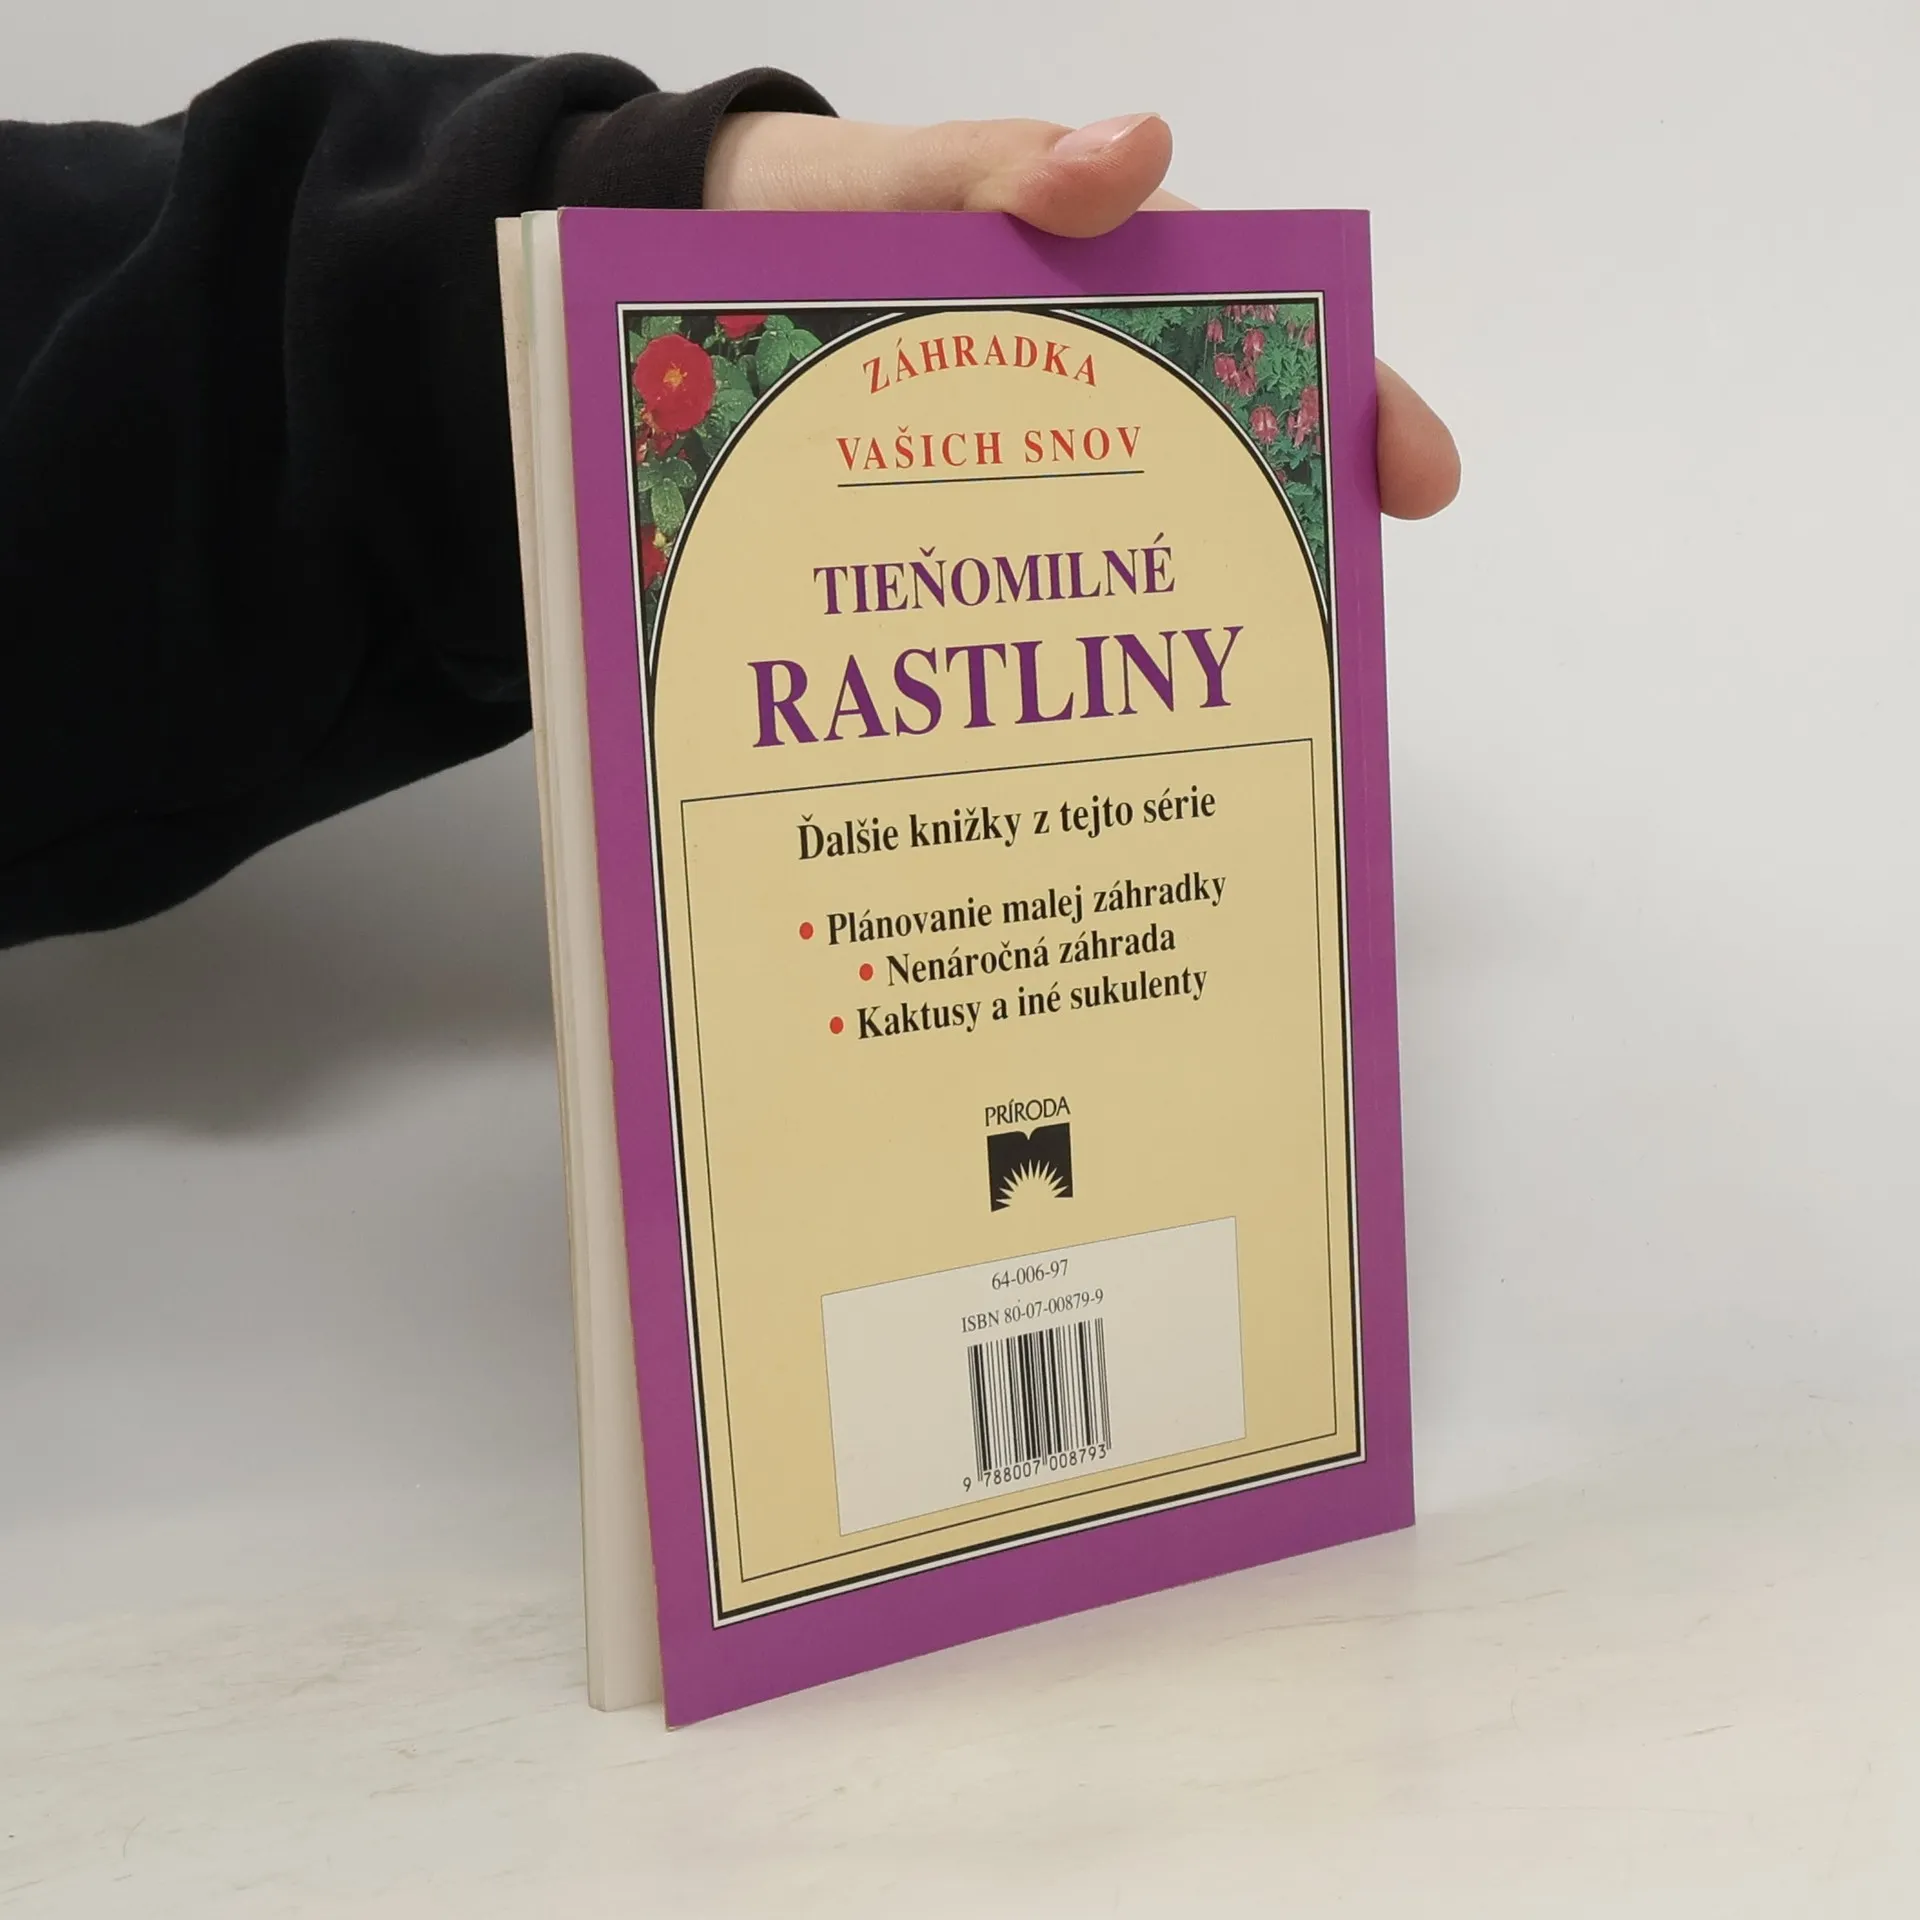 ZÁHRADKA
VAŠICH SNOV
TIEŇOMILNÉ
RASTLINY
Ďalšie knižky z tejto série
• Plánovanie malej záhradky
• Nenáročná záhrada
• Kaktusy a iné sukulenty
PRÍRODA
64-006-97
ISBN 80-07-00879-9
9 788007 008793